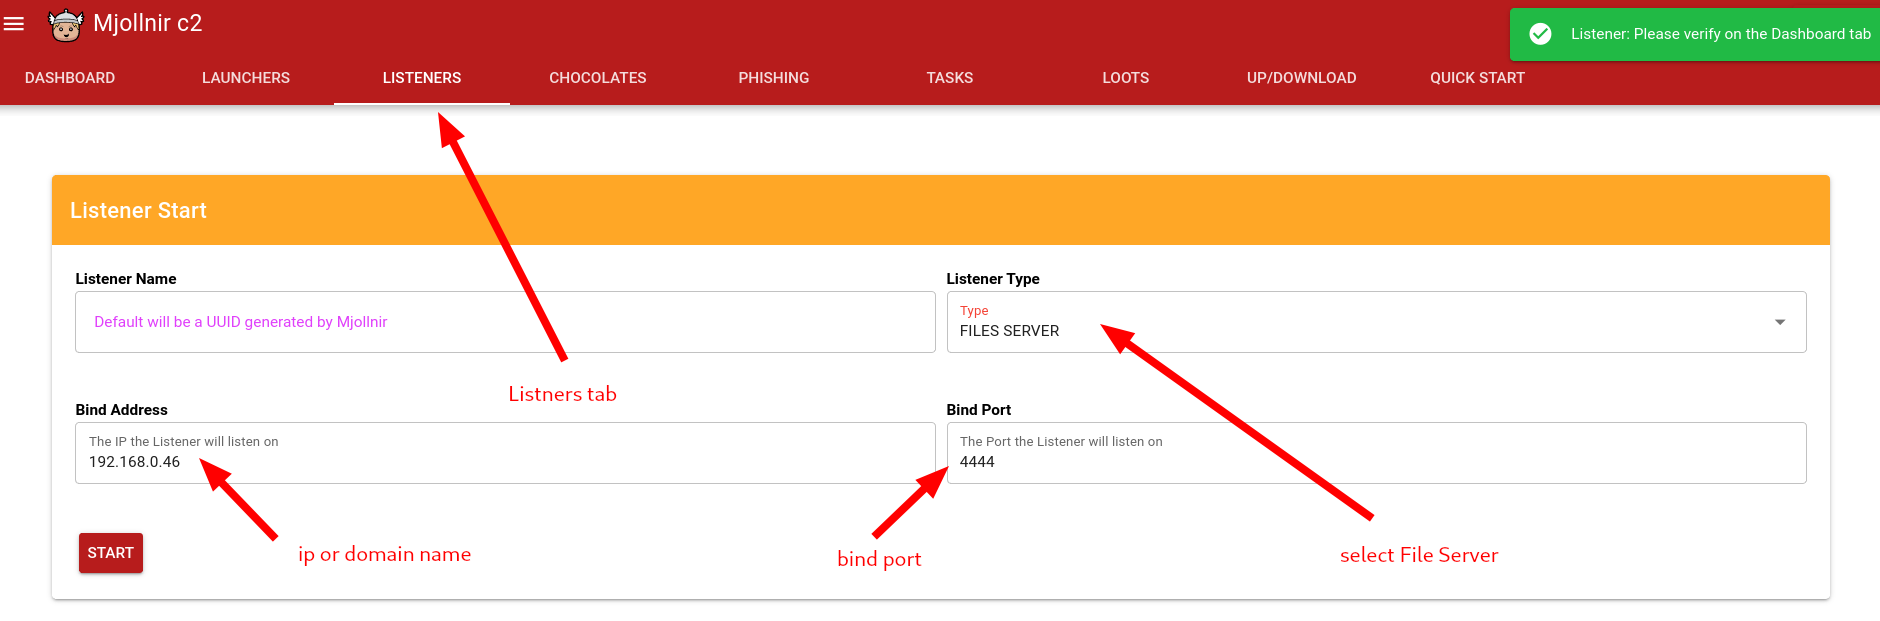 Mjollnir c2
Listener: Please verify on the Dashboard tab
DASHBOARD LAUNCHERS LISTENERS CHOCOLATES PHISHING TASKS LOOTS UP/DOWNLOAD QUICK START
Listener Start
Listener Name
Default will be a UUID generated by Mjollnir
Listener Type
Type
FILES SERVER
Listners tab
Bind Address
The IP the Listener will listen on
192.168.0.46
Bind Port
The Port the Listener will listen on
4444
START
ip or domain name
bind port
select File Server